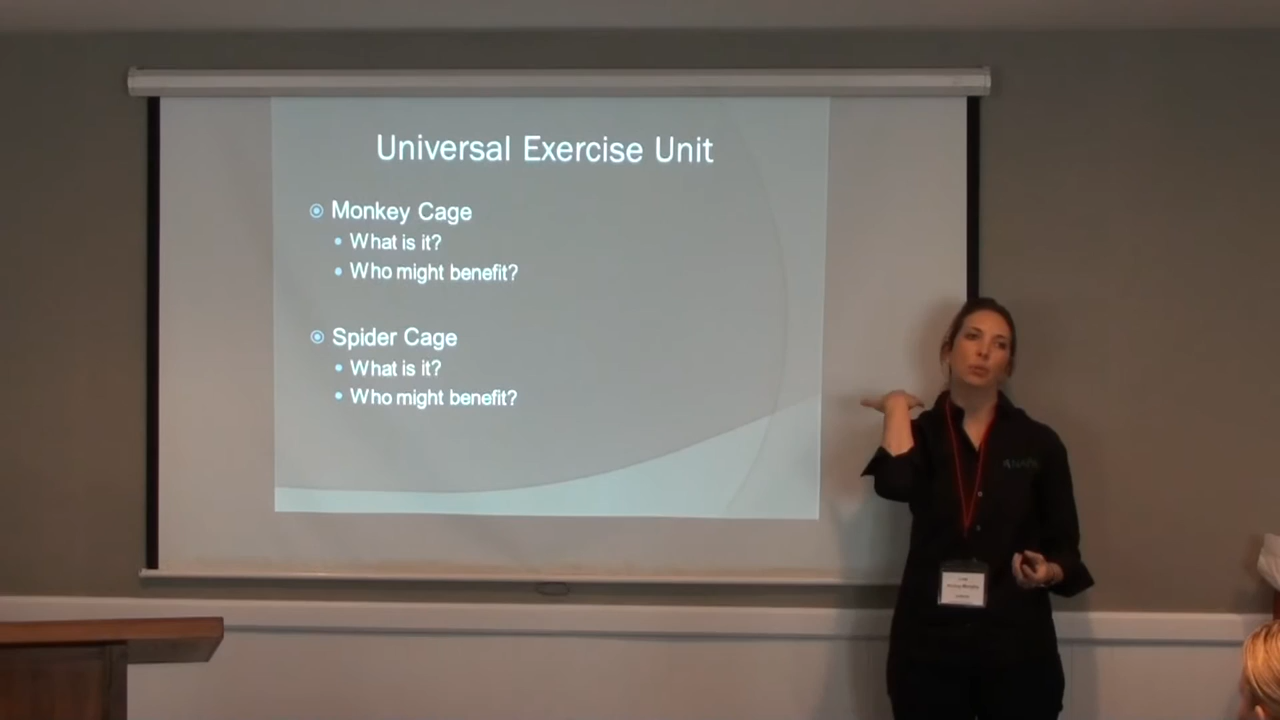 Universal Exercise Unit
Monkey Cage
What is it?
Who might benefit?
Spider Cage
What is it?
Who might benefit?